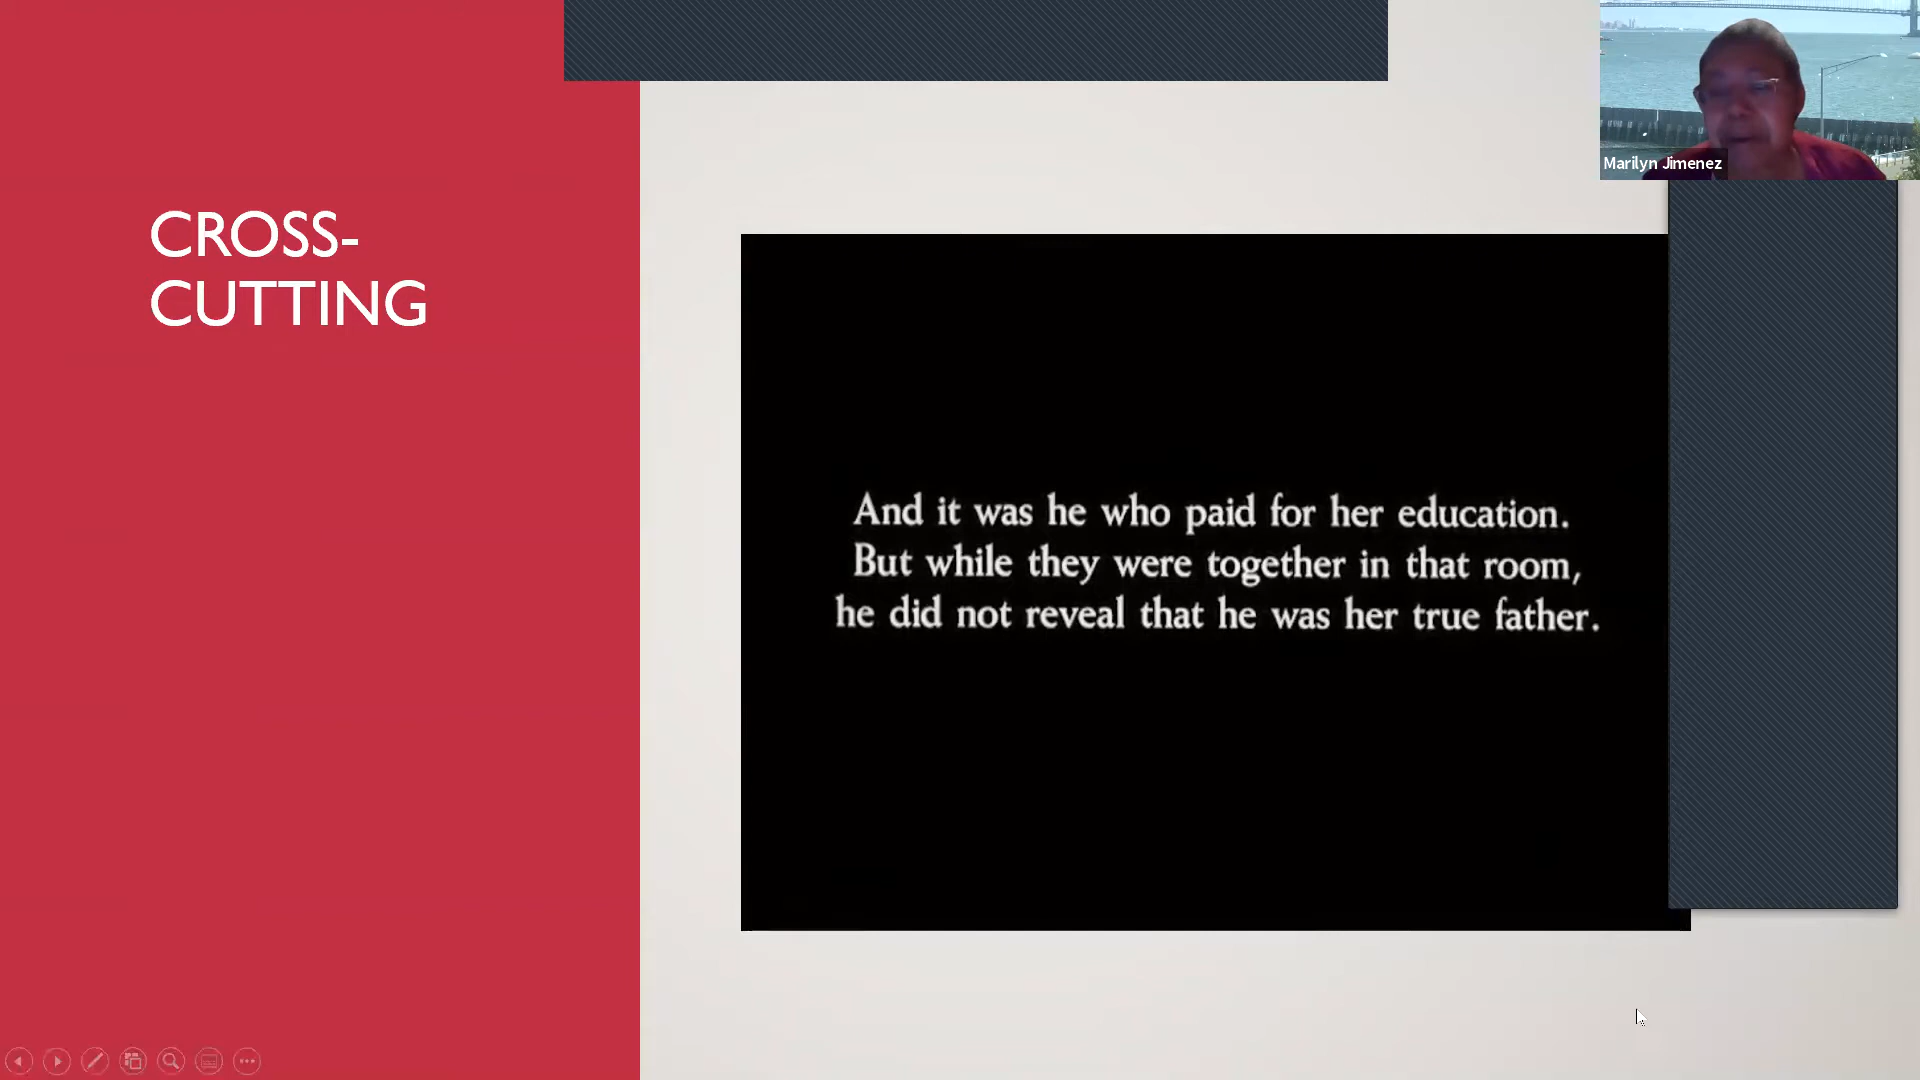 CROSS-
CUTTING
And it was he who paid for her education.
But while they were together in that room,
he did not reveal that he was her true father.
Marilyn Jimenez